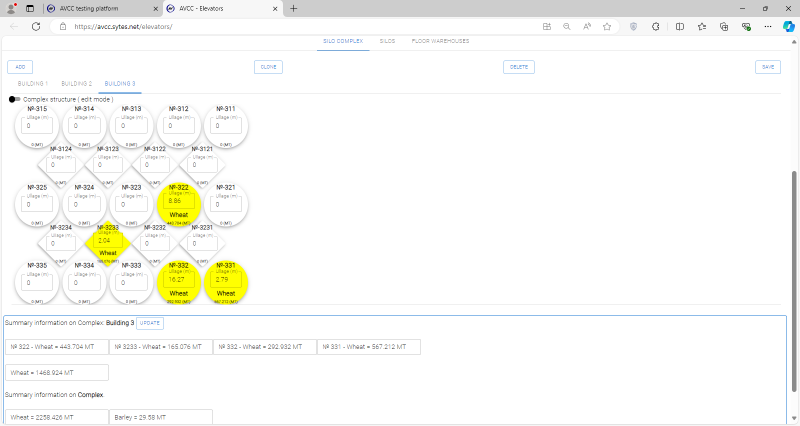 AVCC testing platform
AVCC - Elevators
https://avcc.sytes.net/elevators/
SILO COMPLEX SILOS FLOOR WAREHOUSES
ADD CLONE DELETE SAVE
BUILDING 1 BUILDING 2 BUILDING 3
Complex structure ( edit mode )
№-315 №-314 №-313 №-312 №-311
Ullage (m) Ullage (m) Ullage (m) Ullage (m) Ullage (m)
0 0 0 0 0
0 (MT) 0 (MT) 0 (MT) 0 (MT) 0 (MT)
№-3124 №-3123 №-3122 №-3121
Ullage (m) Ullage (m) Ullage (m) Ullage (m)
0 0 0 0
0 (MT) 0 (MT) 0 (MT) 0 (MT)
№-325 №-324 №-323 №-322 №-321
Ullage (m) Ullage (m) Ullage (m) Ullage (m) Ullage (m)
0 0 0 8.86 0
Wheat
0 (MT) 0 (MT) 0 (MT) 443.704 (MT) 0 (MT)
№-3234 №-3233 №-3232 №-3231
Ullage (m) Ullage (m) Ullage (m) Ullage (m)
0 2.04 0 0
Wheat
0 (MT) 165.076 (MT) 0 (MT) 0 (MT)
№-335 №-334 №-333 №-332 №-331
Ullage (m) Ullage (m) Ullage (m) Ullage (m) Ullage (m)
0 0 0 16.27 2.79
Wheat Wheat
0 (MT) 0 (MT) 0 (MT) 292.932 (MT) 567.212 (MT)
Summary information on Complex: Building 3 UPDATE
№ 322 - Wheat = 443.704 MT № 3233 - Wheat = 165.076 MT № 332 - Wheat = 292.932 MT № 331 - Wheat = 567.212 MT
Wheat = 1468.924 MT
Summary information on Complex
Wheat = 2258.426 MT Barley = 29.58 MT